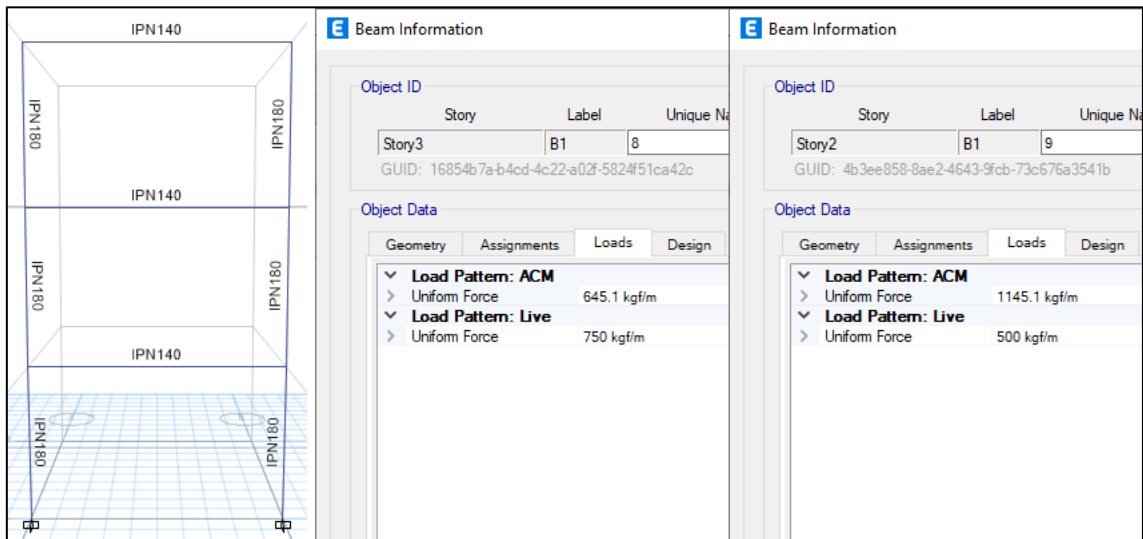 IPN140
IPN180
IPN180
IPN140
IPN180
IPN180
IPN140
IPN180
IPN180
E Beam Information
Object ID
Story Label Unique Na
Story3 B1 8
GUID: 16854b7a-b4cd-4c22-a02f-5824f51ca42c
Object Data
Geometry Assignments Loads Design
Load Pattern: ACM
Uniform Force 645.1 kgf/m
Load Pattern: Live
Uniform Force 750 kgf/m
E Beam Information
Object ID
Story Label Unique Na
Story2 B1 9
GUID: 4b3ee858-8ae2-4643-9fcb-73c676a3541b
Object Data
Geometry Assignments Loads Design
Load Pattern: ACM
Uniform Force 1145.1 kgf/m
Load Pattern: Live
Uniform Force 500 kgf/m